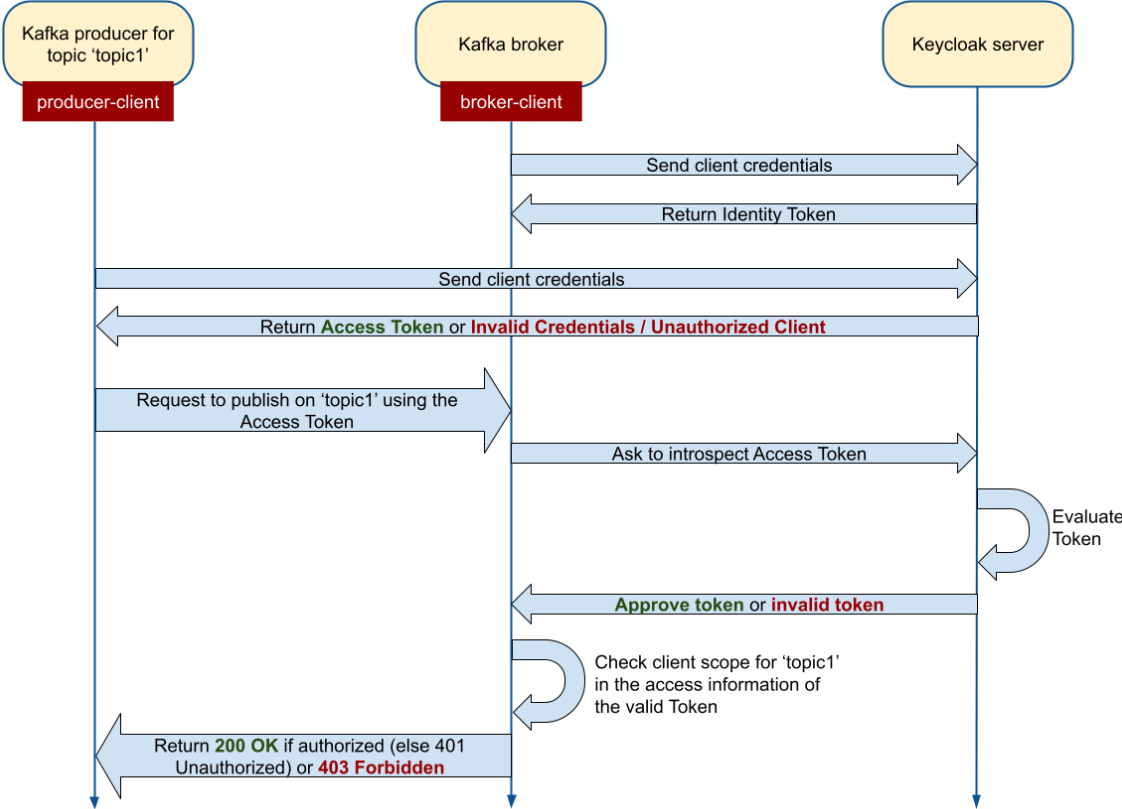 Kafka producer for
topic ‘topic1’
Kafka broker
Keycloak server
producer-client
broker-client
Send client credentials
Return Identity Token
Send client credentials
Return Access Token or Invalid Credentials / Unauthorized Client
Request to publish on ‘topic1’ using the
Access Token
Ask to introspect Access Token
Evaluate
Token
Approve token or invalid token
Check client scope for ‘topic1’
in the access information of
the valid Token
Return 200 OK if authorized (else 401
Unauthorized) or 403 Forbidden